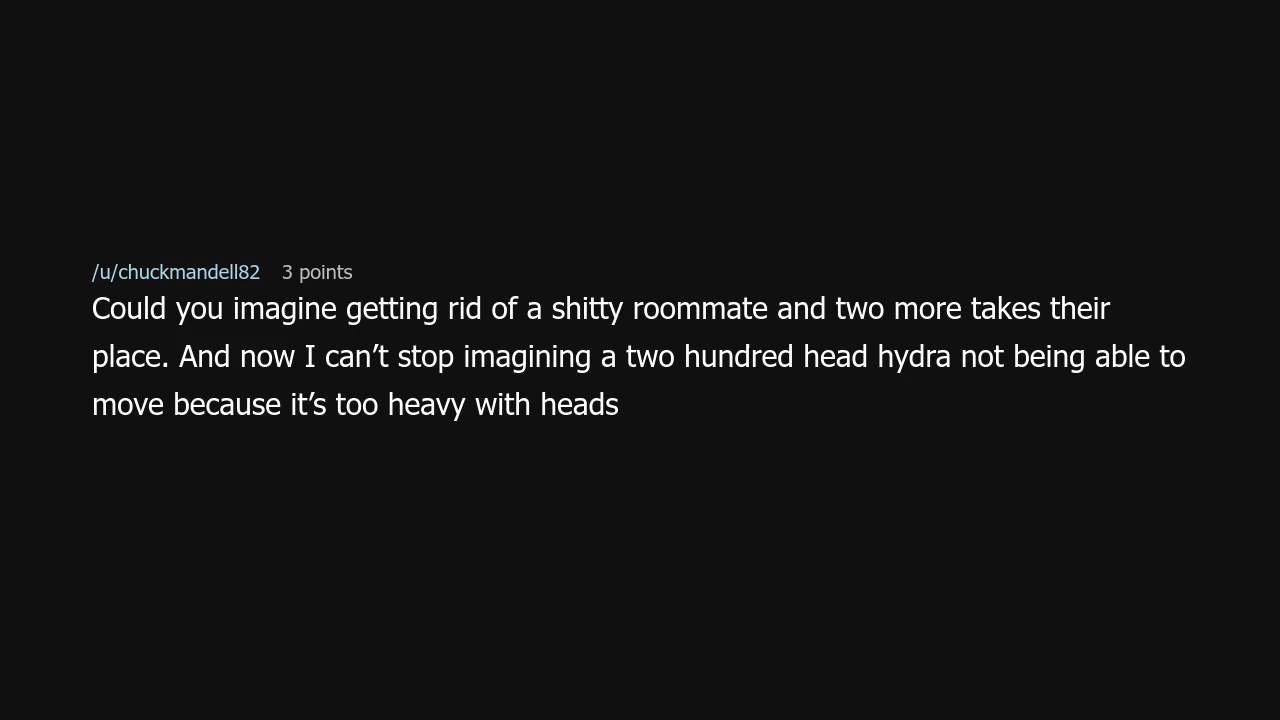 /u/chuckmandell82 3 points
Could you imagine getting rid of a shitty roommate and two more takes their
place. And now I can’t stop imagining a two hundred head hydra not being able to
move because it’s too heavy with heads